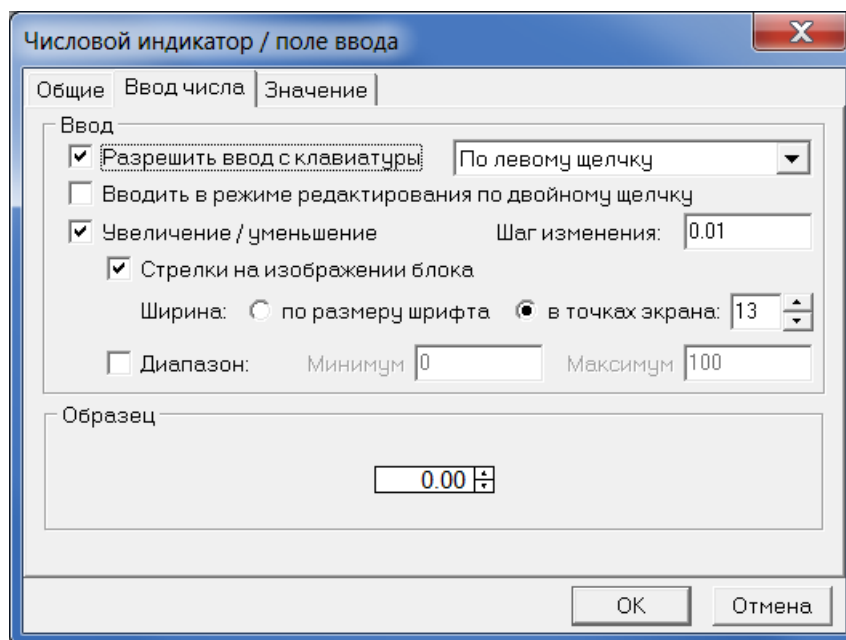 Числовой индикатор / поле ввода
Общие Ввод числа Значение
Ввод
Разрешить ввод с клавиатуры По левому щелчку
Вводить в режиме редактирования по двойному щелчку
Увеличение / уменьшение Шаг изменения: 0.01
Стрелки на изображении блока
Ширина: по размеру шрифта в точках экрана: 13
Диапазон: Минимум 0 Максимум 100
Образец
0.00
OK Отмена